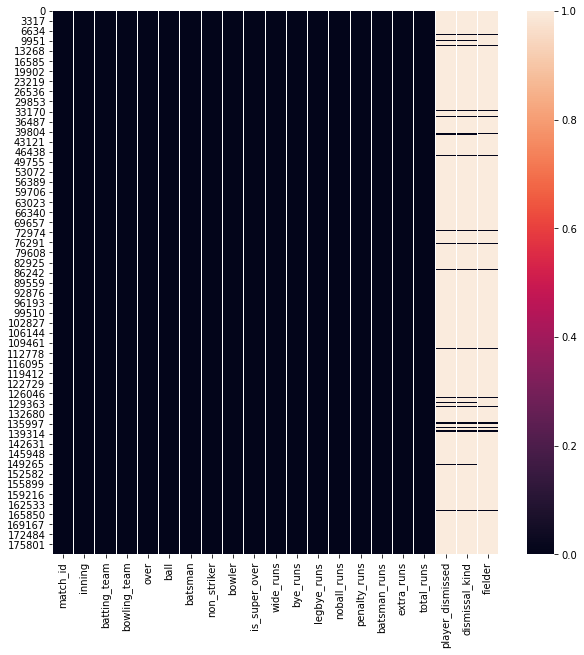 0
3317
6634
9951
13268
16585
19902
23219
26536
29853
33170
36487
39804
43121
46438
49755
53072
56389
59706
63023
66340
69657
72974
76291
79608
82925
86242
89559
92876
96193
99510
102827
106144
109461
112778
116095
119412
122729
126046
129363
132680
135997
139314
142631
145948
149265
152582
155899
159216
162533
165850
169167
172484
175801
match_id
inning
batting_team
bowling_team
over
ball
batsman
non_striker
bowler
is_super_over
wide_runs
bye_runs
legbye_runs
noball_runs
penalty_runs
batsman_runs
extra_runs
total_runs
player_dismissed
dismissal_kind
fielder
1.0
0.8
0.6
0.4
0.2
0.0